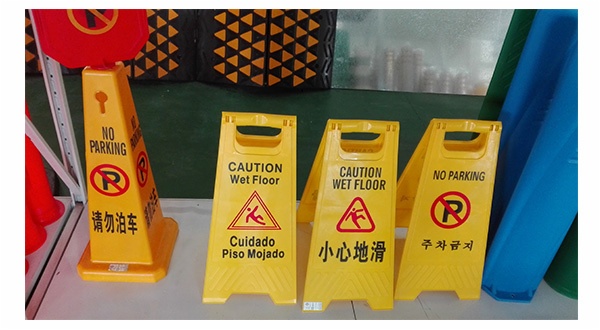 NO
PARKING
请勿泊车
CAUTION
Wet Floor
Cuidado
Piso Mojado
CAUTION
WET FLOOR
小心地滑
NO PARKING
주차금지